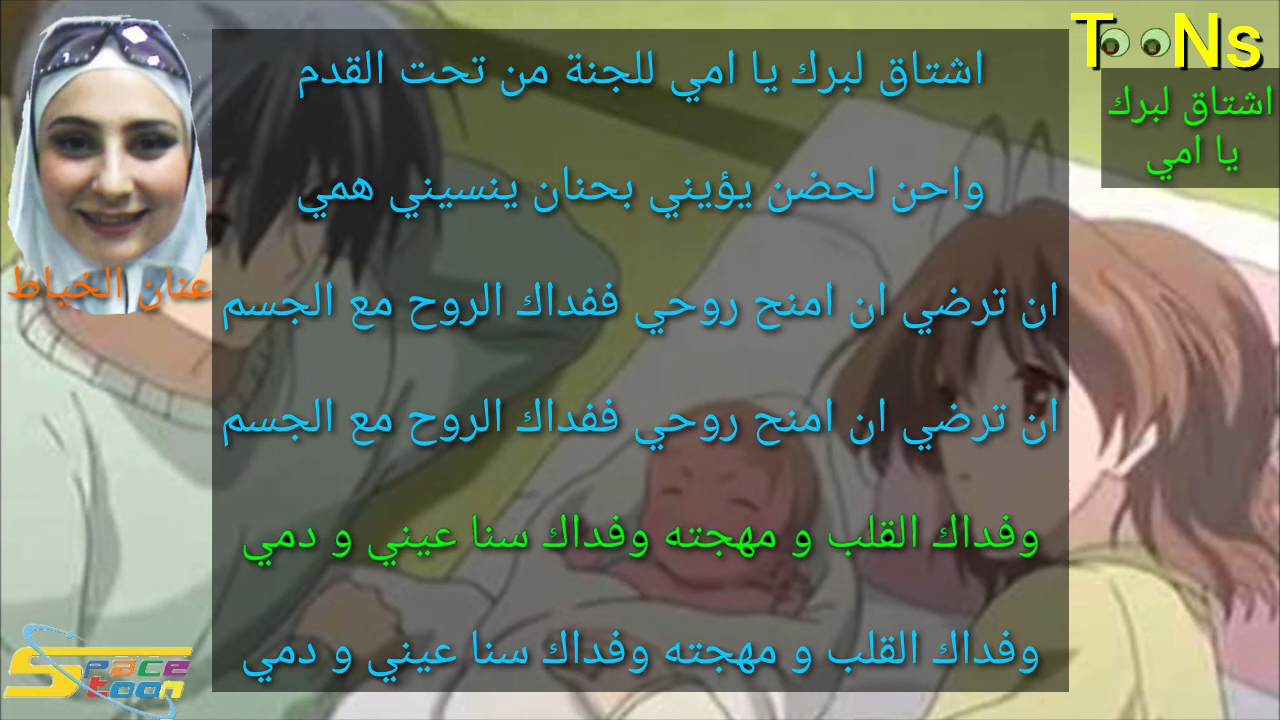 TooNs
اشتاق لبرك
يا امي
اشتاق لبرك يا امي للجنة من تحت القدم
واحن لحضن يؤيني بحنان ينسيني همي
ان ترضي ان امنح روحي ففداك الروح مع الجسم
ان ترضي ان امنح روحي ففداك الروح مع الجسم
وفداك القلب و مهجته وفداك سنا عيني و دمي
وفداك القلب و مهجته وفداك سنا عيني و دمي
عنان الخياط
Space
toon